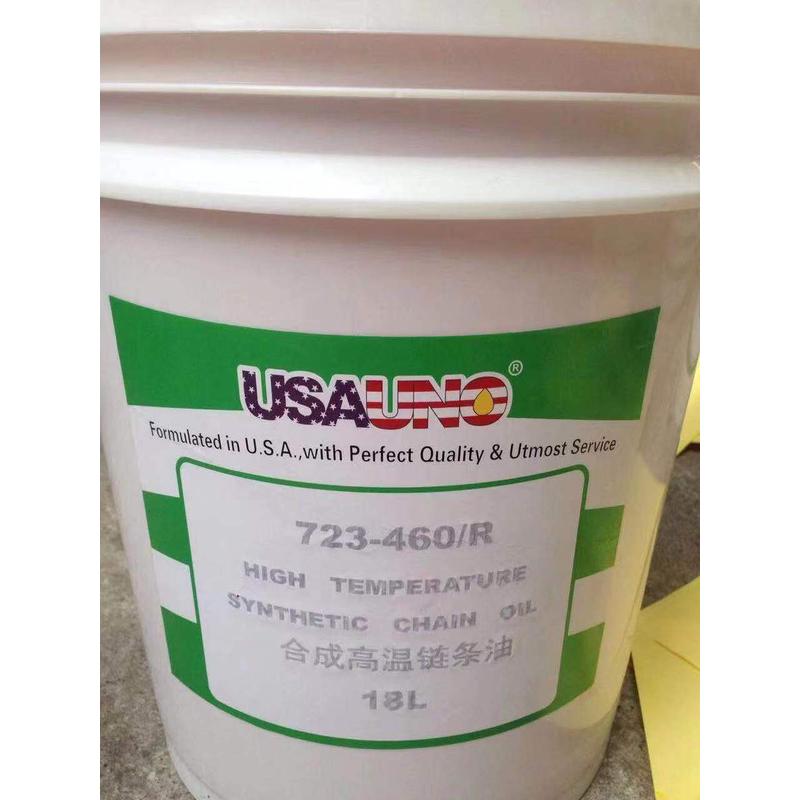 USAUNO®
Formulated in U.S.A.,with Perfect Quality & Utmost Service
723-460/R
HIGH TEMPERATURE
SYNTHETIC CHAIN OIL
合成高温链条油
18L